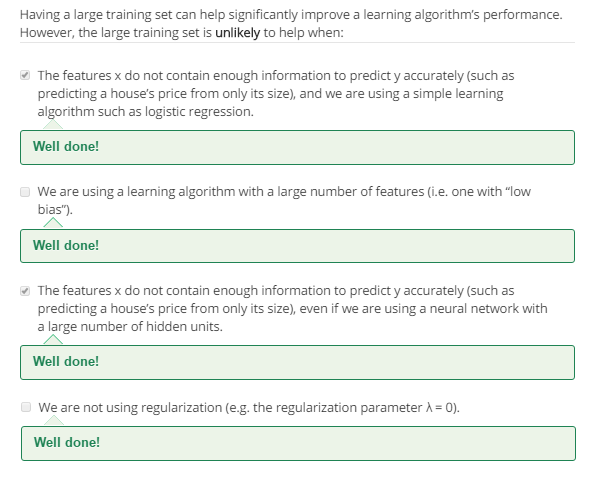 Having a large training set can help significantly improve a learning algorithm's performance.
However, the large training set is unlikely to help when:
The features x do not contain enough information to predict y accurately (such as
predicting a house's price from only its size), and we are using a simple learning
algorithm such as logistic regression.
Well done!
We are using a learning algorithm with a large number of features (i.e. one with “low
bias”).
Well done!
The features x do not contain enough information to predict y accurately (such as
predicting a house's price from only its size), even if we are using a neural network with
a large number of hidden units.
Well done!
We are not using regularization (e.g. the regularization parameter λ = 0).
Well done!